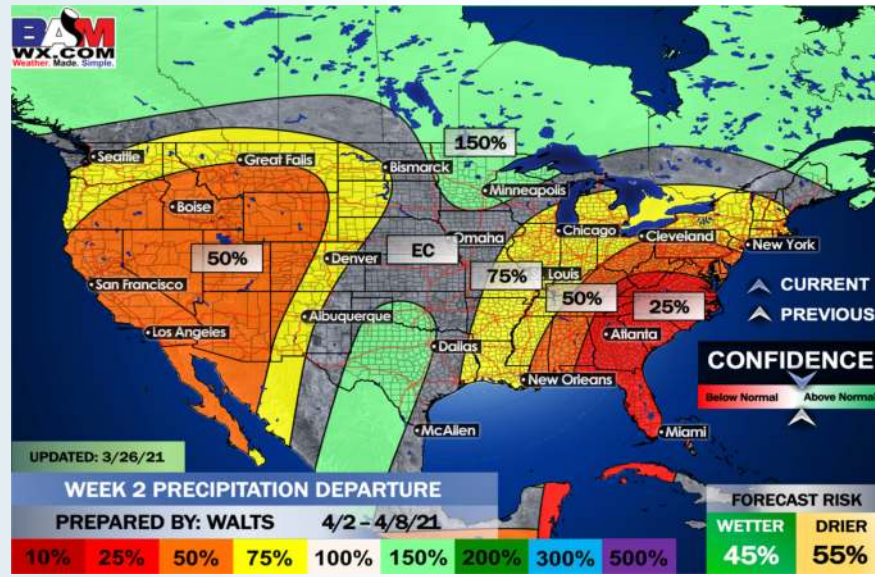 BAM
WX.COM
Weather. Made. Simple.
150%
Seattle
Great Falls
Bismarck
Minneapolis
Boise
Omaha
Chicago
Cleveland
New York
50%
Denver
EC
75%
Louis
50%
25%
San Francisco
CURRENT
PREVIOUS
Los Angeles
Albuquerque
Dallas
Atlanta
CONFIDENCE
Below Normal
Above Normal
New Orleans
McAllen
Miami
UPDATED: 3/26/21
WEEK 2 PRECIPITATION DEPARTURE
PREPARED BY: WALTS 4/2 - 4/8/21
FORECAST RISK
WETTER DRIER
45% 55%
10% 25% 50% 75% 100% 150% 200% 300% 500%